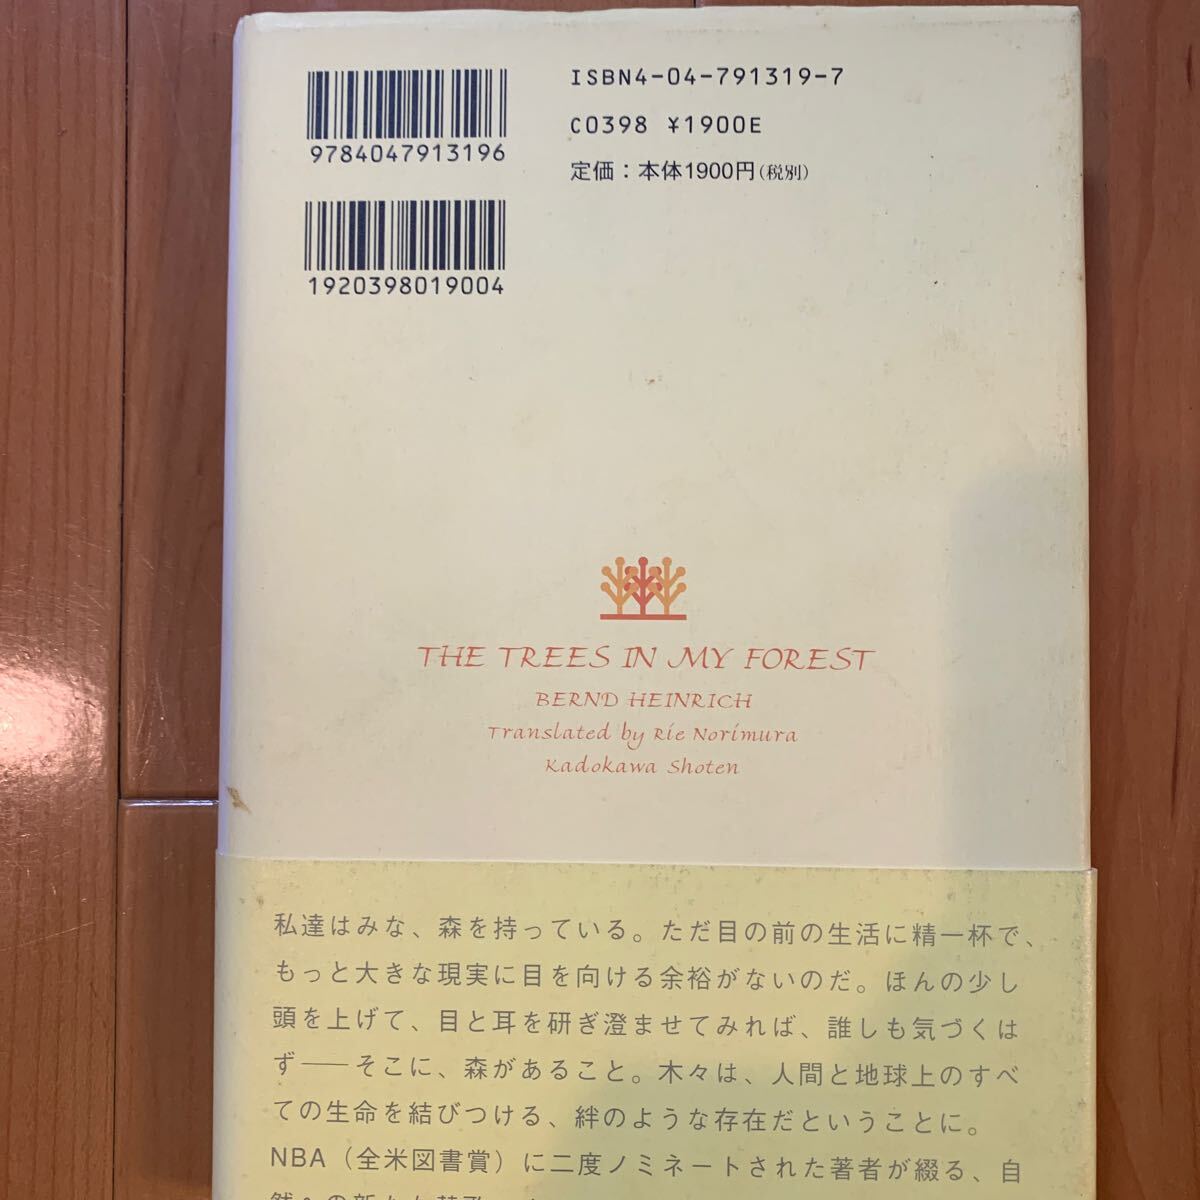 ISBN4-04-791319-7
C0398 ¥1900E
定価：本体1900円(税別)
9784047913196
1920398019004
THE TREES IN MY FOREST
BERND HEINRICH
Translated by Rie Norimura
Kadokawa Shoten
私達はみな、森を持っている。ただ目の前の生活に精一杯で、
もっと大きな現実に目を向ける余裕がないのだ。ほんの少し
頭を上げて、目と耳を研ぎ澄ませてみれば、誰しも気づくは
ず──そこに、森があること。木々は、人間と地球上のすべ
ての生命を結びつける、絆のような存在だということに。
NBA（全米図書賞）に二度ノミネートされた著者が綴る、自